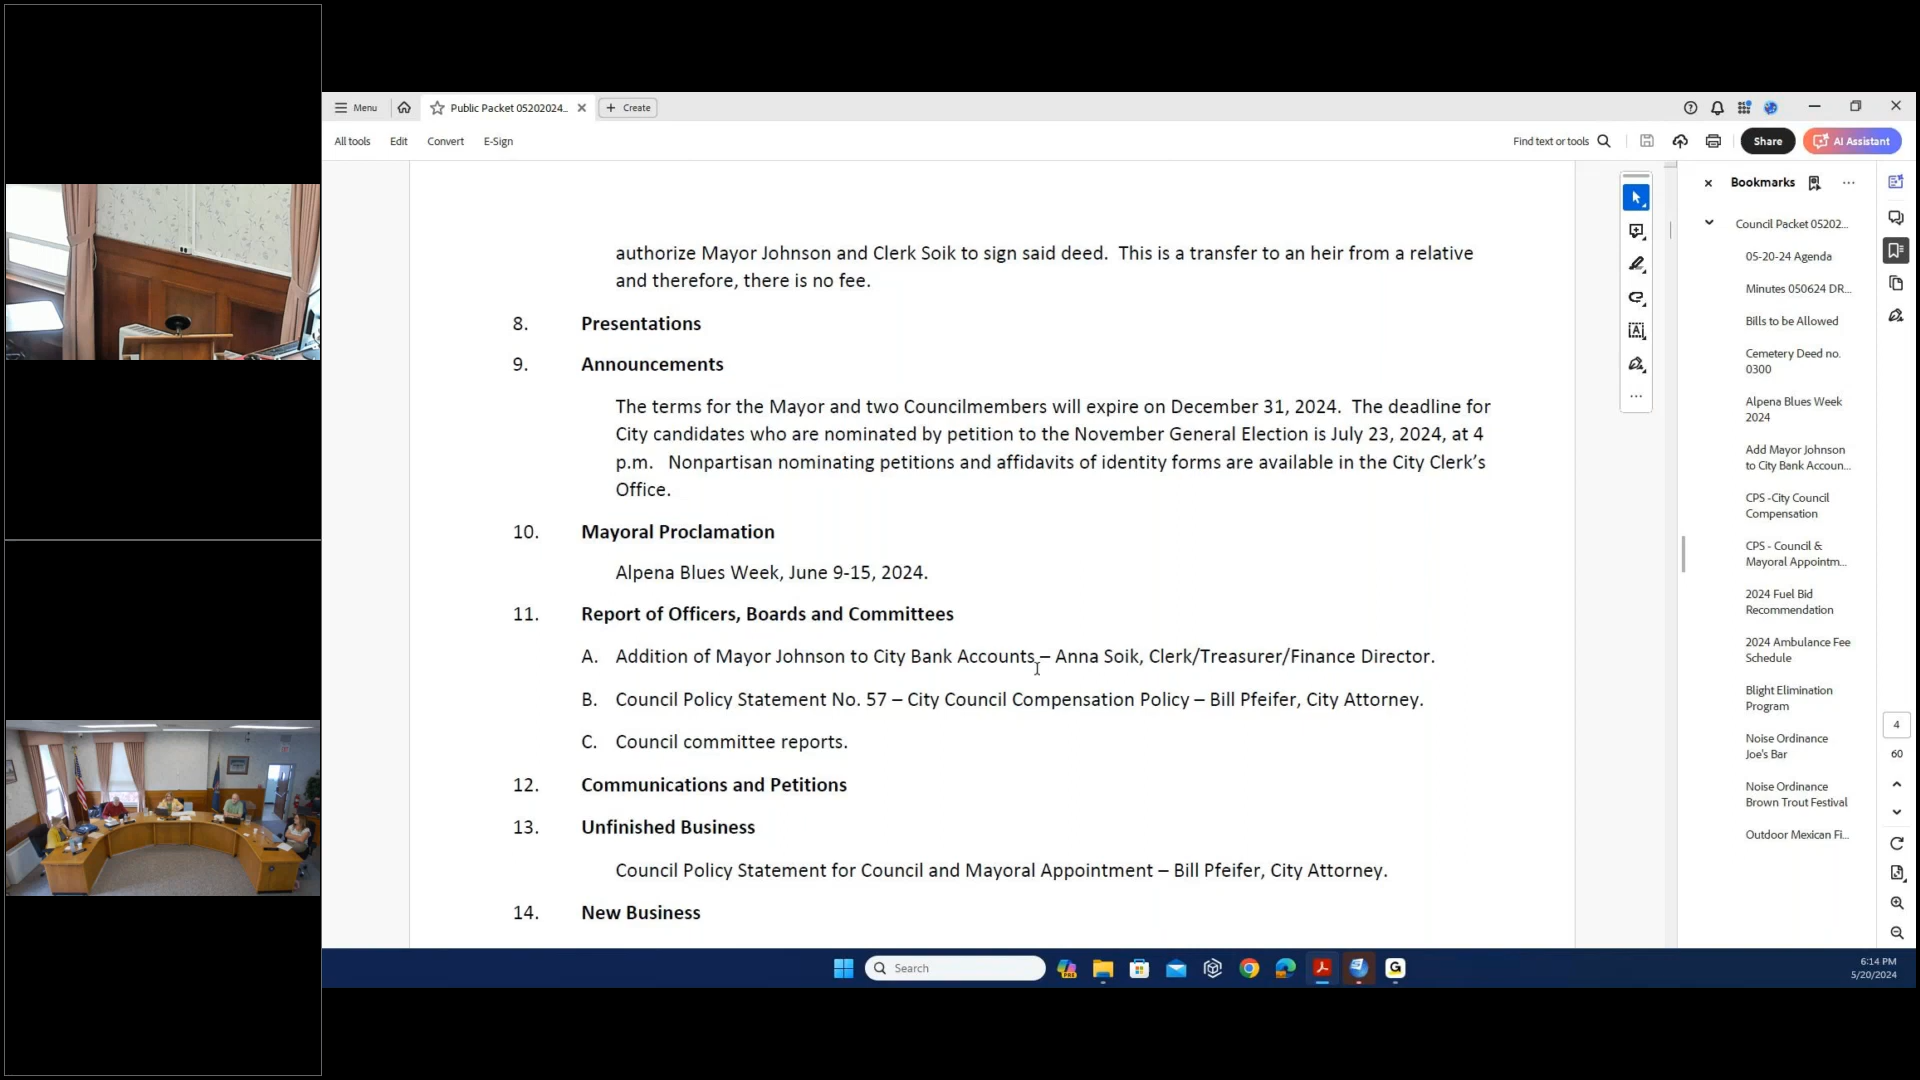 Menu
Public Packet 05202024...
Create
All tools
Edit
Convert
E-Sign
Find text or tools
Share
AI Assistant
authorize Mayor Johnson and Clerk Soik to sign said deed.  This is a transfer to an heir from a relative
and therefore, there is no fee.
8. Presentations
9. Announcements
The terms for the Mayor and two Councilmembers will expire on December 31, 2024.  The deadline for
City candidates who are nominated by petition to the November General Election is July 23, 2024, at 4
p.m.   Nonpartisan nominating petitions and affidavits of identity forms are available in the City Clerk’s
Office.
10. Mayoral Proclamation
Alpena Blues Week, June 9-15, 2024.
11. Report of Officers, Boards and Committees
A. Addition of Mayor Johnson to City Bank Accounts – Anna Soik, Clerk/Treasurer/Finance Director.
B. Council Policy Statement No. 57 – City Council Compensation Policy – Bill Pfeifer, City Attorney.
C. Council committee reports.
12. Communications and Petitions
13. Unfinished Business
Council Policy Statement for Council and Mayoral Appointment – Bill Pfeifer, City Attorney.
14. New Business
Bookmarks
Council Packet 05202...
05-20-24 Agenda
Minutes 050624 DR...
Bills to be Allowed
Cemetery Deed no.
0300
Alpena Blues Week
2024
Add Mayor Johnson
to City Bank Accoun...
CPS -City Council
Compensation
CPS - Council &
Mayoral Appointm...
2024 Fuel Bid
Recommendation
2024 Ambulance Fee
Schedule
Blight Elimination
Program
Noise Ordinance
Joe's Bar
Noise Ordinance
Brown Trout Festival
Outdoor Mexican Fi...
4
60
Search
6:14 PM
5/20/2024